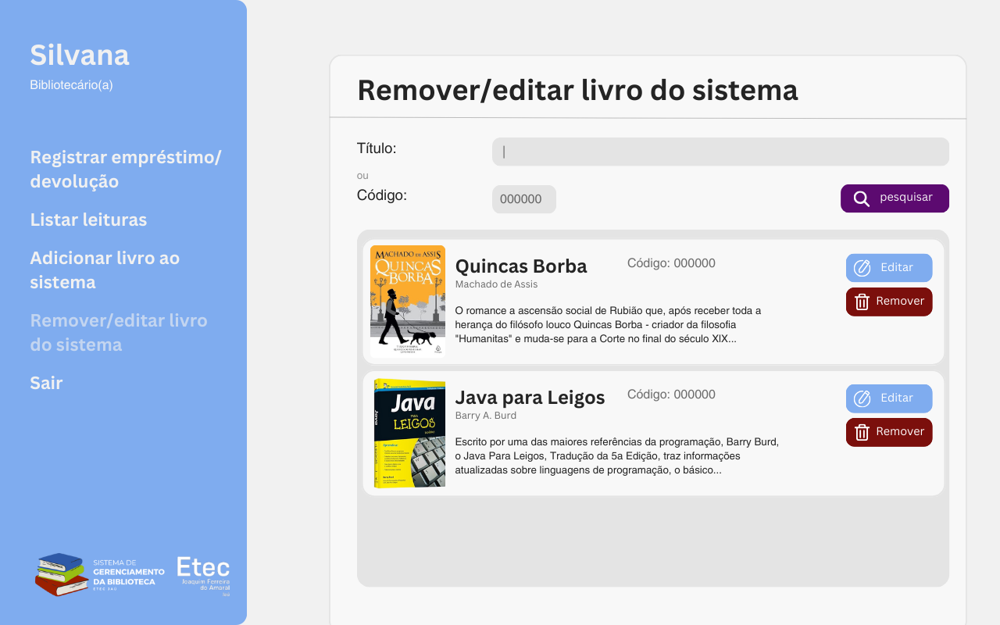 Silvana
Bibliotecário(a)
Registrar empréstimo/
devolução
Listar leituras
Adicionar livro ao
sistema
Remover/editar livro
do sistema
Sair
SISTEMA DE
GERENCIAMENTO
DA BIBLIOTECA
ETEC JAÚ
Etec
Joaquim Ferreira
do Amaral
Jaú
Remover/editar livro do sistema
Título:
ou
Código:
000000
pesquisar
MACHADO DE ASSIS
QUINCAS
BORBA
Quincas Borba
Código: 000000
Machado de Assis
O romance a ascensão social de Rubião que, após receber toda a
herança do filósofo louco Quincas Borba - criador da filosofia
"Humanitas" e muda-se para a Corte no final do século XIX...
Editar
Remover
Java
PARA
LEIGOS
Java
Java para Leigos
Código: 000000
Barry A. Burd
Escrito por uma das maiores referências da programação, Barry Burd,
o Java Para Leigos, Tradução da 5a Edição, traz informações
atualizadas sobre linguagens de programação, o básico...
Editar
Remover